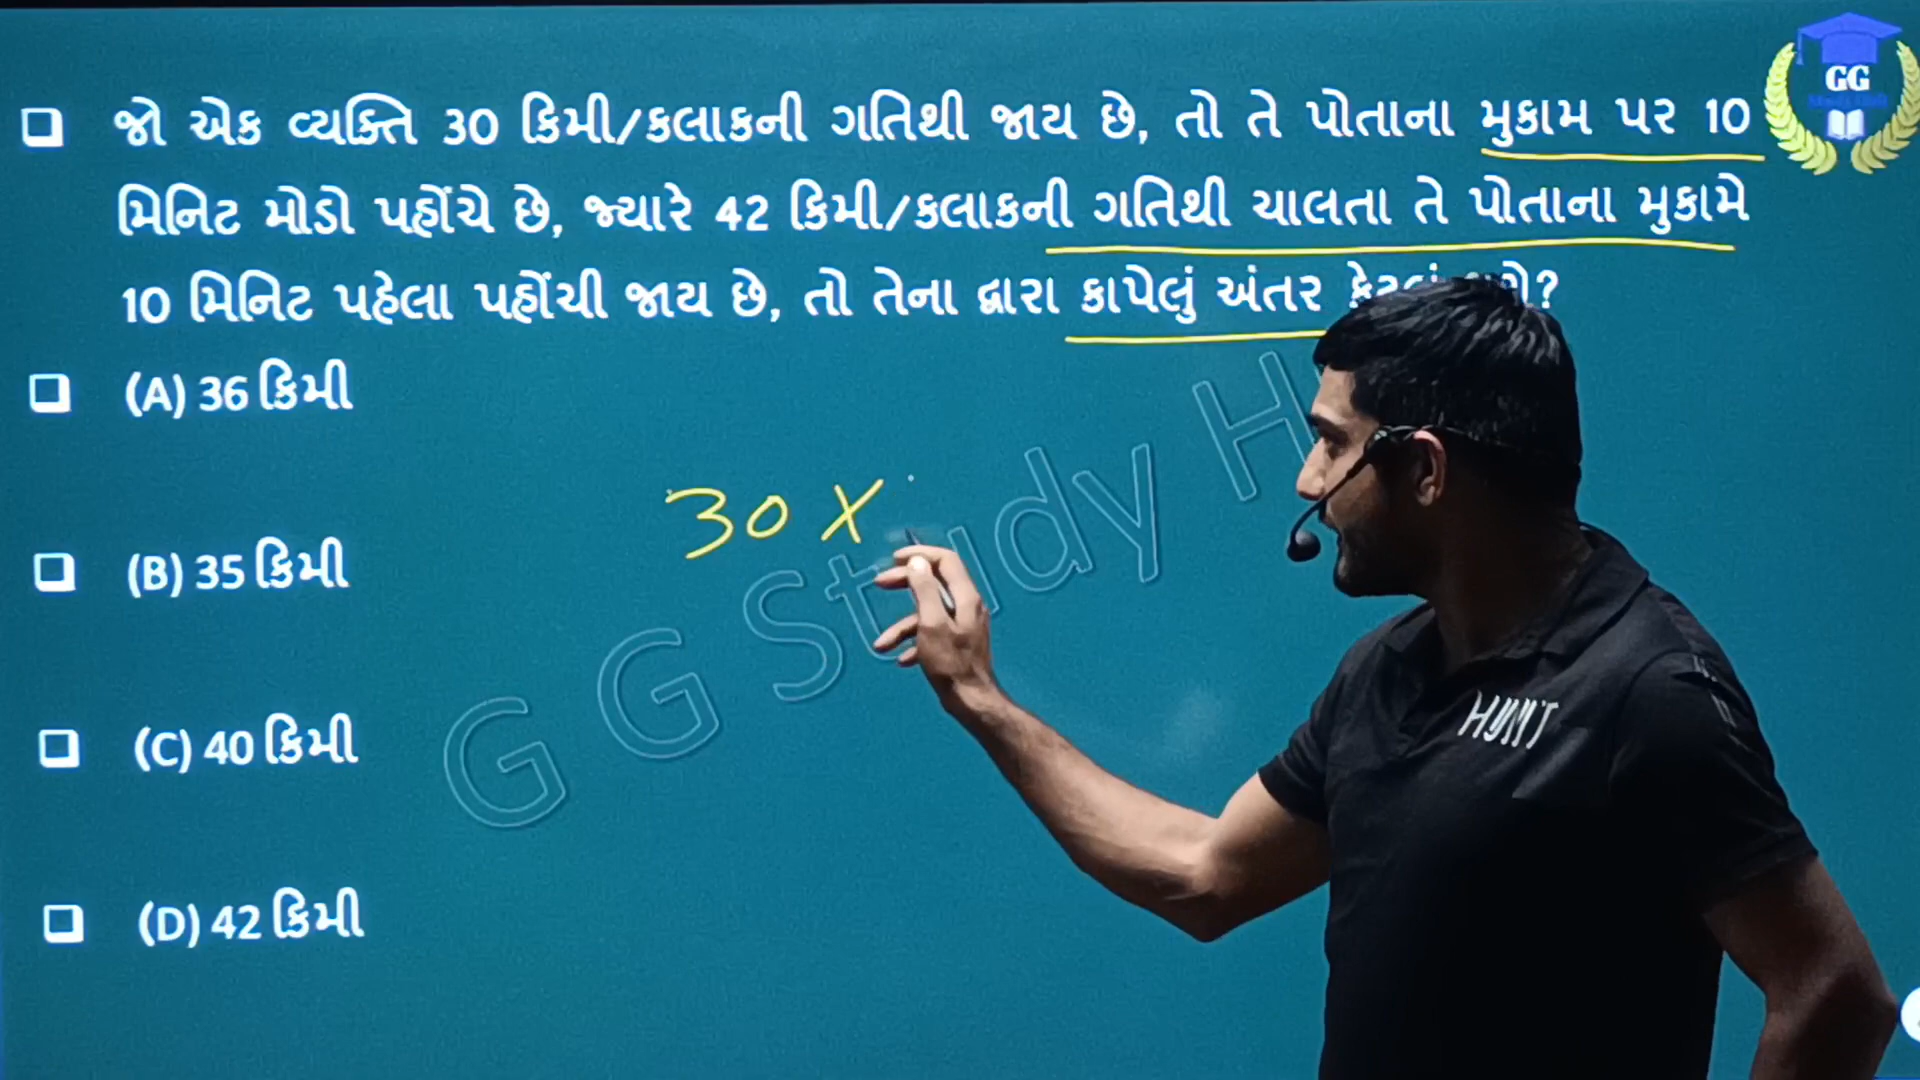 GG
જો એક વ્યક્તિ 30 કિમી/કલાકની ગતિથી જાય છે, તો તે પોતાના મુકામ પર 10
મિનિટ મોડો પહોંચે છે, જ્યારે 42 કિમી/કલાકની ગતિથી ચાલતા તે પોતાના મુકામે
10 મિનિટ પહેલા પહોંચી જાય છે, તો તેના દ્વારા કાપેલું અંતર
(A) 36 કિમી
30 ×
(B) 35 કિમી
(C) 40 કિમી
(D) 42 કિમી
G G Study H